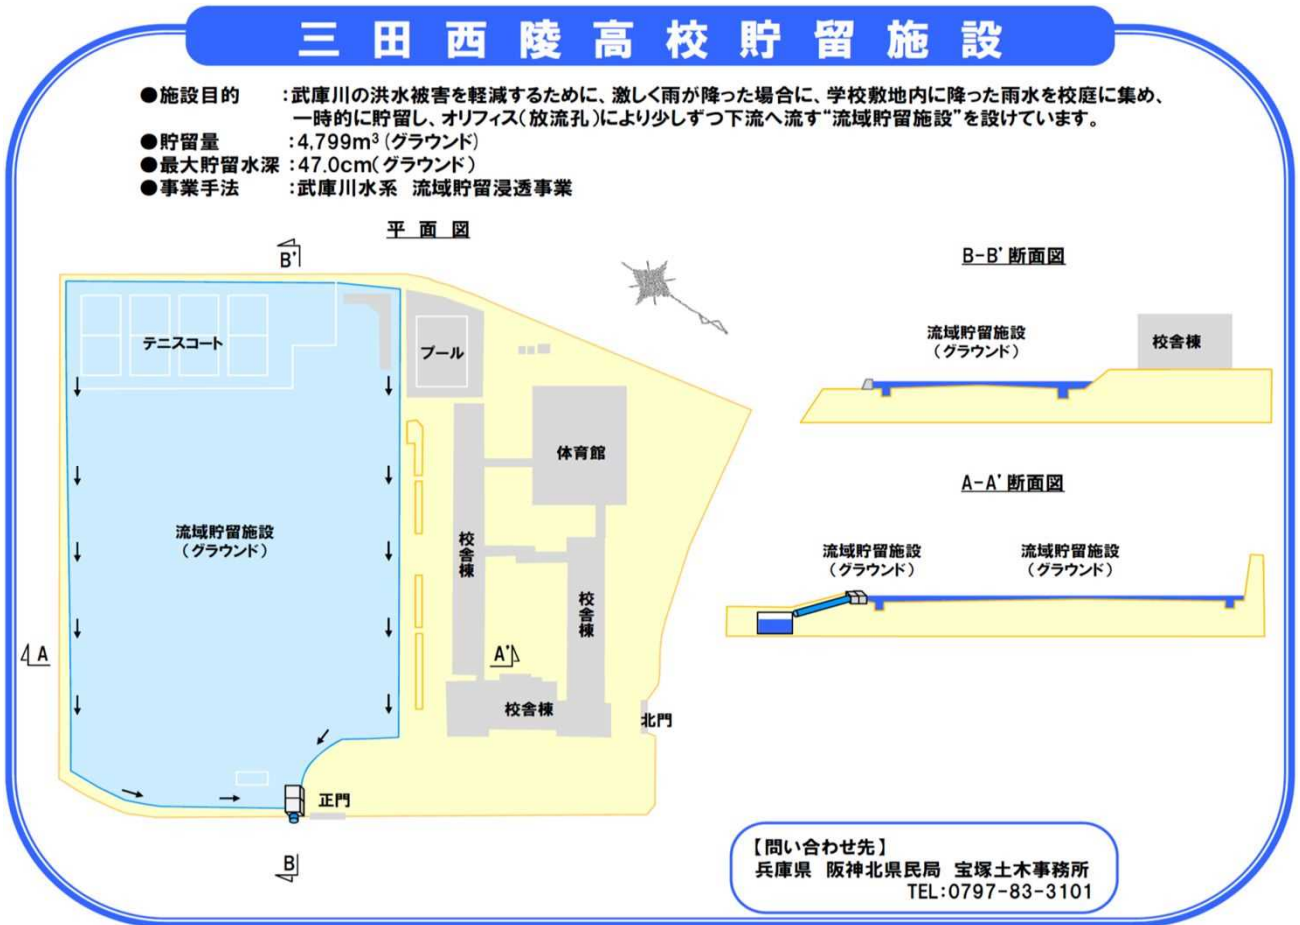 三田西陵高校貯留施設
●施設目的　：武庫川の洪水被害を軽減するために、激しく雨が降った場合に、学校敷地内に降った雨水を校庭に集め、
一時的に貯留し、オリフィス（放流孔）により少しずつ下流へ流す“流域貯留施設”を設けています。
●貯留量　：4,799m³（グラウンド）
●最大貯留水深：47.0cm（グラウンド）
●事業手法　：武庫川水系 流域貯留浸透事業
平面図
B'
テニスコート
プール
体育館
流域貯留施設
（グラウンド）
校舎棟
校舎棟
A
A'
校舎棟
北門
正門
B
B-B'断面図
流域貯留施設
（グラウンド）
校舎棟
A-A'断面図
流域貯留施設
（グラウンド）
流域貯留施設
（グラウンド）
【問い合わせ先】
兵庫県 阪神北県民局 宝塚土木事務所
TEL：0797-83-3101